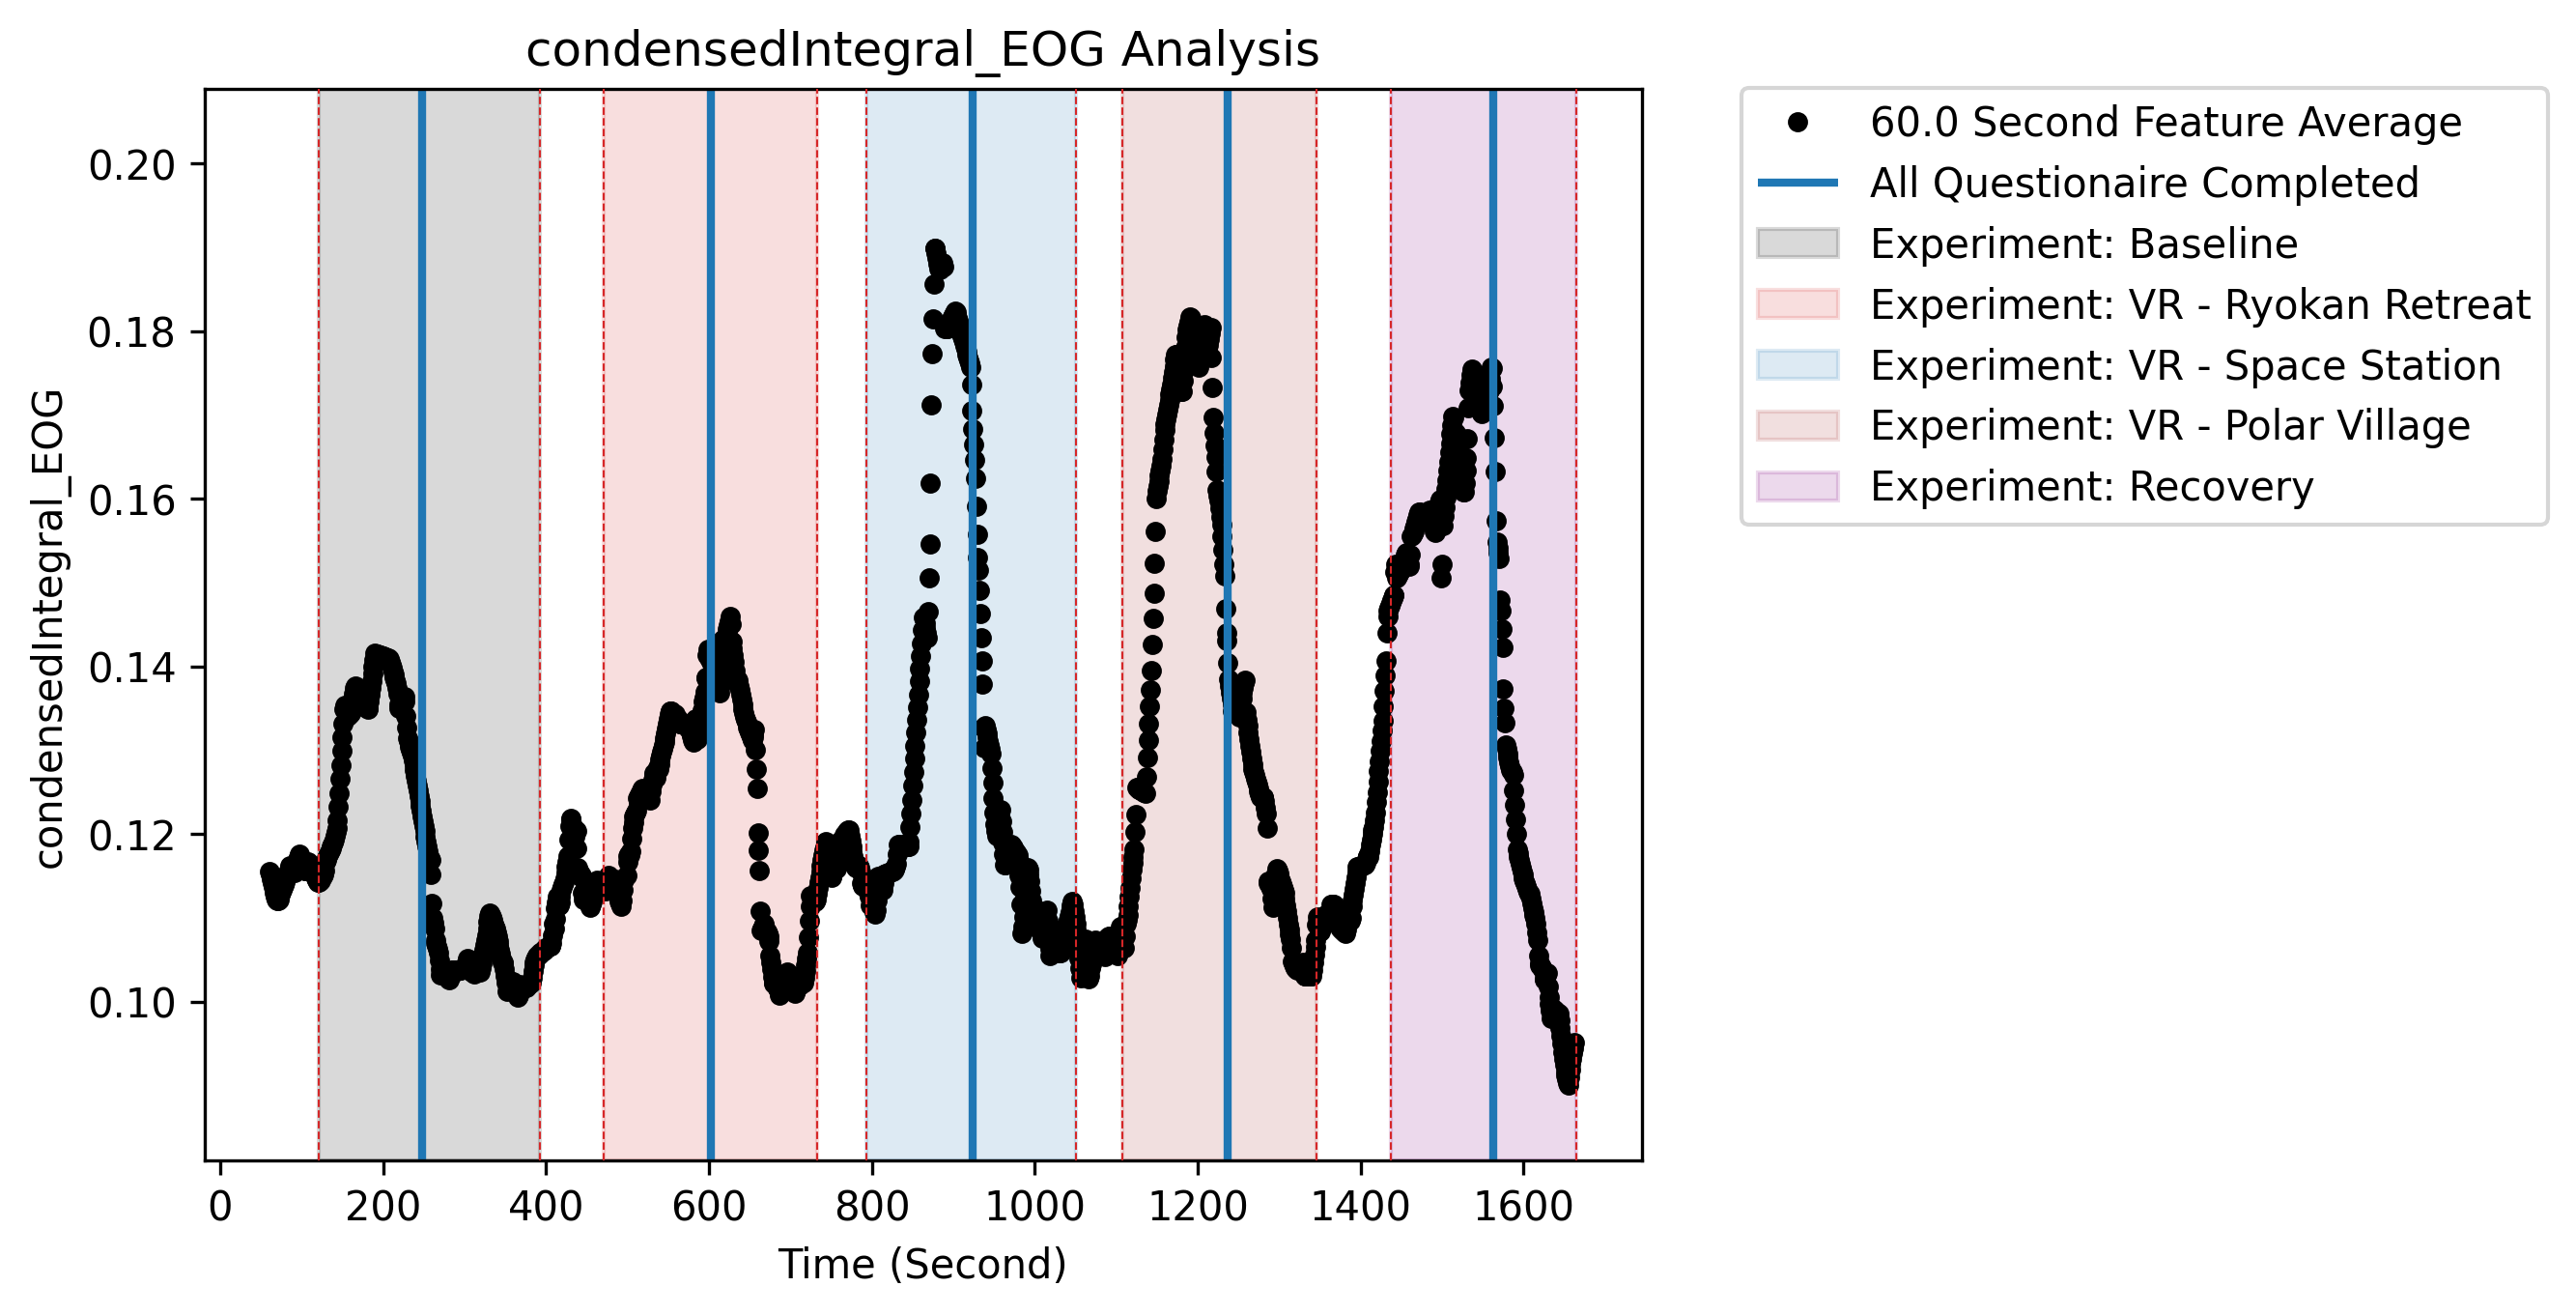 condensedIntegral_EOG Analysis
condensedIntegral_EOG
0.20
0.18
0.16
0.14
0.12
0.10
0
200
400
600
800
1000
1200
1400
1600
Time (Second)
60.0 Second Feature Average
All Questionaire Completed
Experiment: Baseline
Experiment: VR - Ryokan Retreat
Experiment: VR - Space Station
Experiment: VR - Polar Village
Experiment: Recovery